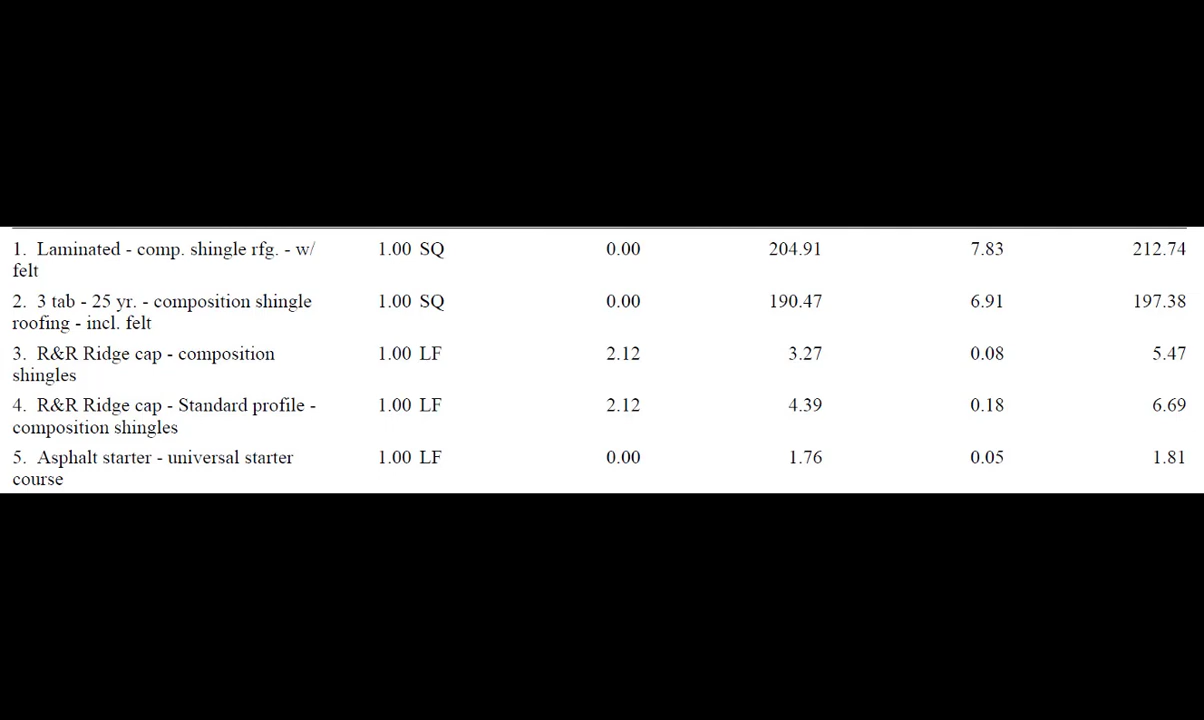 1. Laminated - comp. shingle rfg. - w/ 1.00 SQ 0.00 204.91 7.83 212.74
felt
2. 3 tab - 25 yr. - composition shingle 1.00 SQ 0.00 190.47 6.91 197.38
roofing - incl. felt
3. R&R Ridge cap - composition 1.00 LF 2.12 3.27 0.08 5.47
shingles
4. R&R Ridge cap - Standard profile - 1.00 LF 2.12 4.39 0.18 6.69
composition shingles
5. Asphalt starter - universal starter 1.00 LF 0.00 1.76 0.05 1.81
course